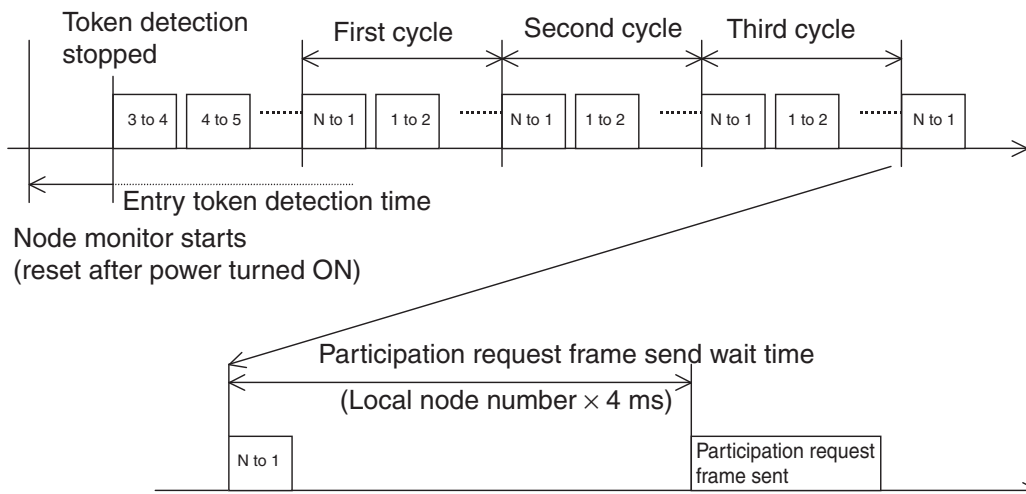 Token detection
stopped
First cycle
Second cycle
Third cycle
3 to 4
4 to 5
N to 1
1 to 2
N to 1
1 to 2
N to 1
1 to 2
N to 1
Entry token detection time
Node monitor starts
(reset after power turned ON)
Participation request frame send wait time
(Local node number × 4 ms)
N to 1
Participation request
frame sent